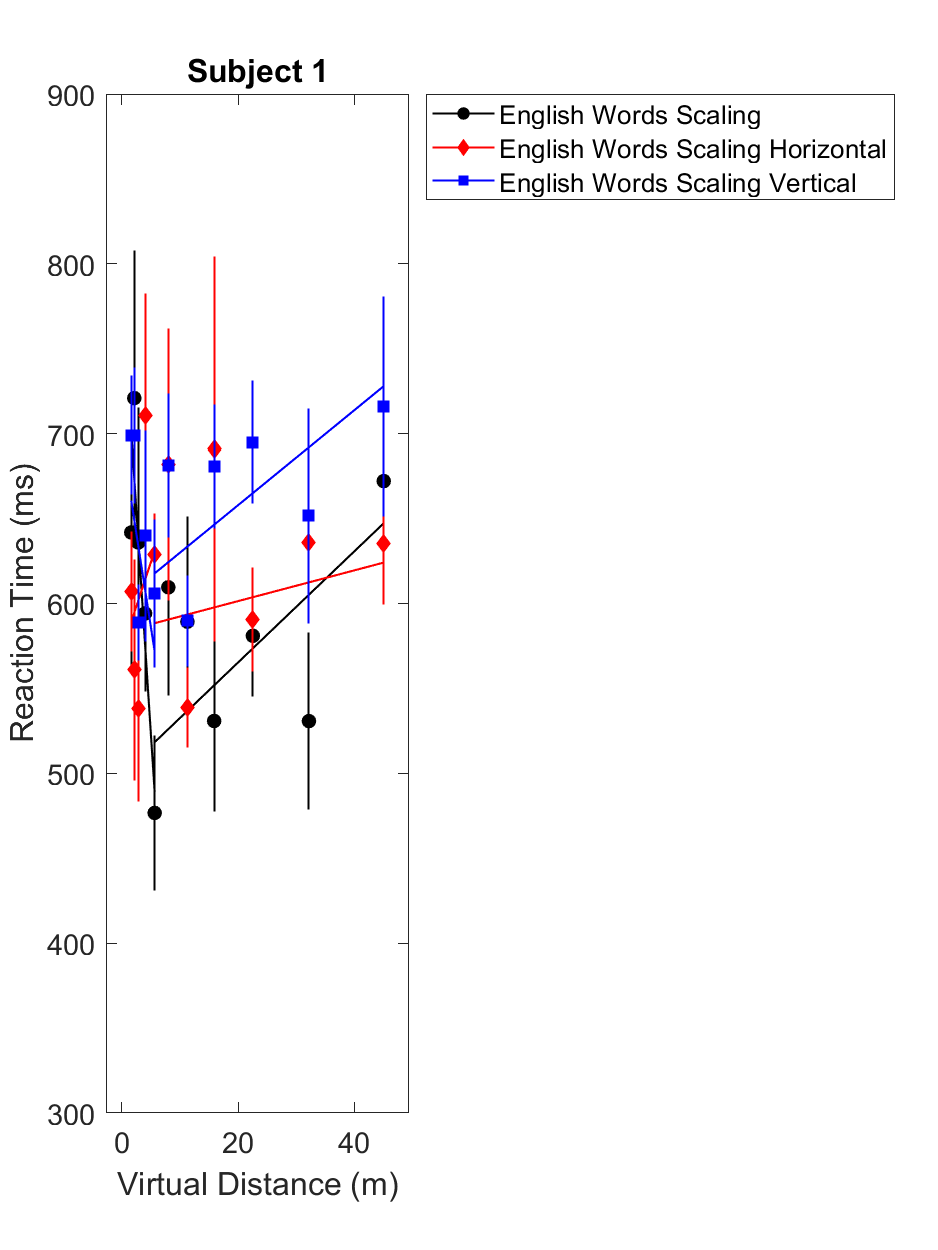 Subject 1
900
800
700
600
500
400
300
0 20 40
Reaction Time (ms)
Virtual Distance (m)
English Words Scaling
English Words Scaling Horizontal
English Words Scaling Vertical